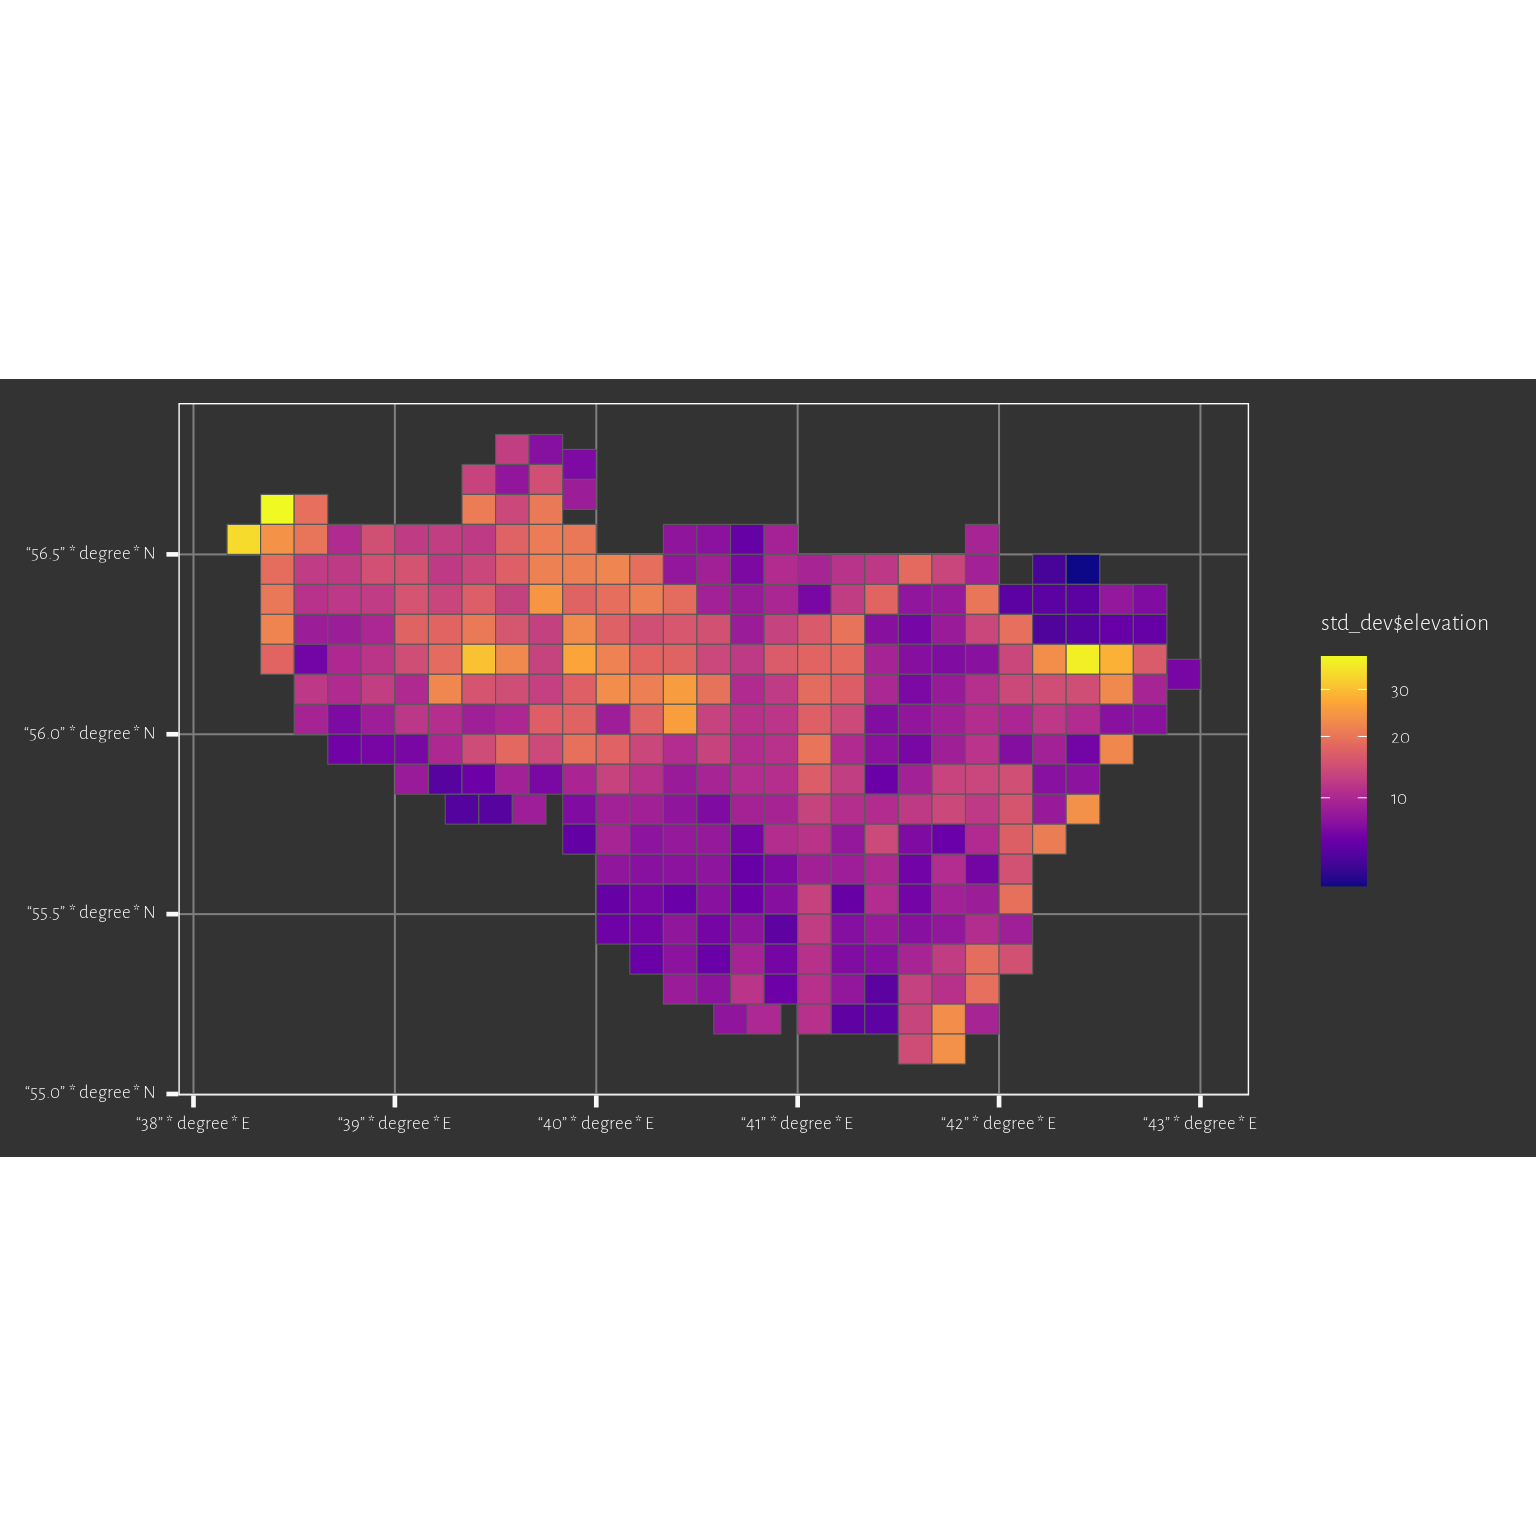 “56.5” * degree * N
“56.0” * degree * N
“55.5” * degree * N
“55.0” * degree * N
“38” * degree * E
“39” * degree * E
“40” * degree * E
“41” * degree * E
“42” * degree * E
“43” * degree * E
std_dev$elevation
30
20
10